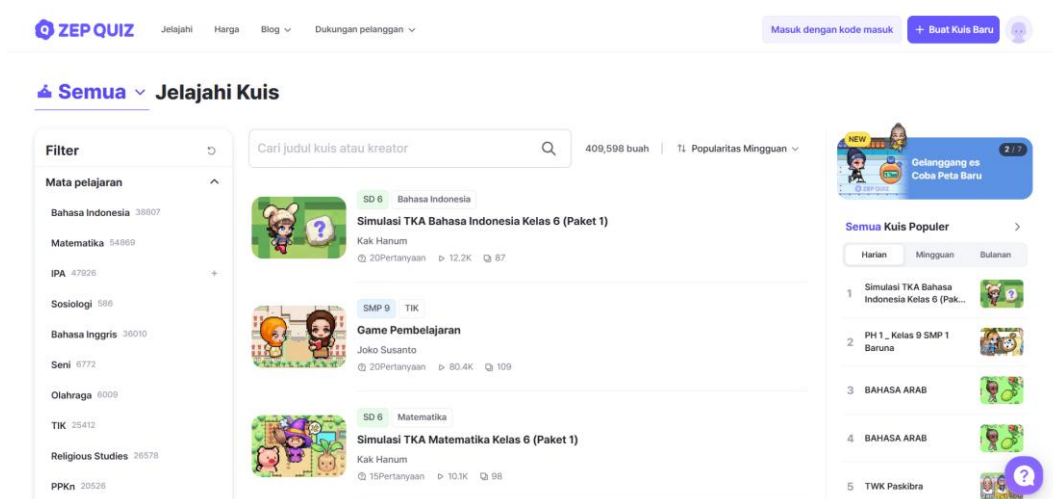 ZEP QUIZ
Jelajahi
Harga
Blog
Dukungan pelanggan
Masuk dengan kode masuk
+ Buat Kuis Baru
Semua Jelajahi Kuis
Filter
Mata pelajaran
Bahasa Indonesia 38807
Matematika 54869
IPA 47926
+
Sosiologi 586
Bahasa Inggris 36010
Seni 6772
Olahraga 6009
TIK 25412
Religious Studies 26578
PPKn 20526
Cari judul kuis atau kreator
409,598 buah
Popularitas Mingguan
SD 6 Bahasa Indonesia
Simulasi TKA Bahasa Indonesia Kelas 6 (Paket 1)
Kak Hanum
20Pertanyaan 12.2K 87
SMP 9 TIK
Game Pembelajaran
Joko Susanto
20Pertanyaan 80.4K 109
SD 6 Matematika
Simulasi TKA Matematika Kelas 6 (Paket 1)
Kak Hanum
15Pertanyaan 10.1K 98
NEW
2 / 7
Gelanggang es
Coba Peta Baru
ZEP QUIZ
Semua Kuis Populer
Harian Mingguan Bulanan
1 Simulasi TKA Bahasa
Indonesia Kelas 6 (Pak...
2 PH 1 _ Kelas 9 SMP 1
Baruna
3 BAHASA ARAB
4 BAHASA ARAB
5 TWK Paskibra
?